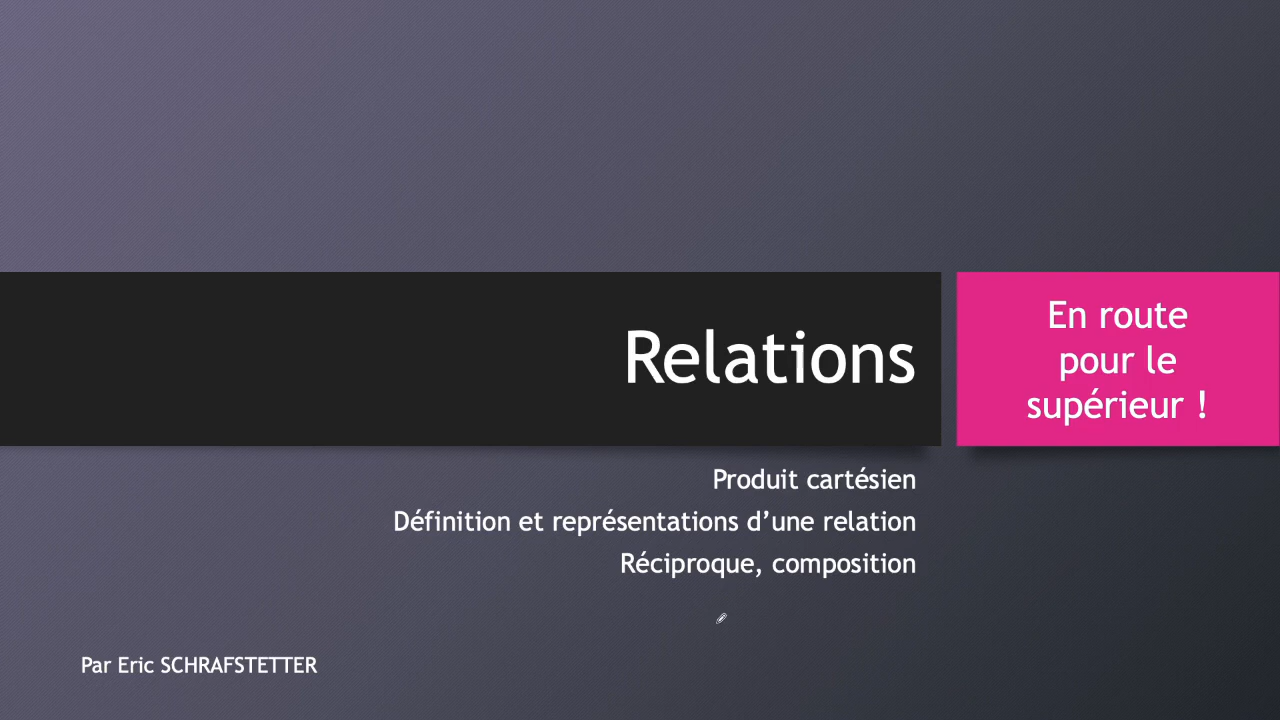 Relations
En route
pour le
supérieur !
Produit cartésien
Définition et représentations d’une relation
Réciproque, composition
Par Eric SCHRAFSTETTER